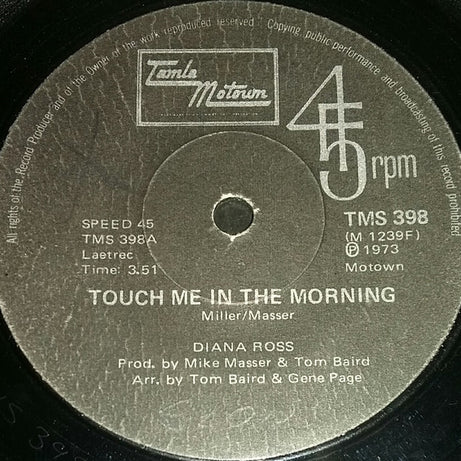 All rights of the Record Producer and of the Owner of the work reproduced reserved. Copying, public performance and broadcasting of this record prohibited
Tamla
Motown
45
rpm
SPEED 45
TMS 398A
Laetrec
Time: 3.51
TMS 398
(M 1239F)
Ⓟ 1973
Motown
TOUCH ME IN THE MORNING
Miller/Masser
DIANA ROSS
Prod. by Mike Masser & Tom Baird
Arr. by Tom Baird & Gene Page